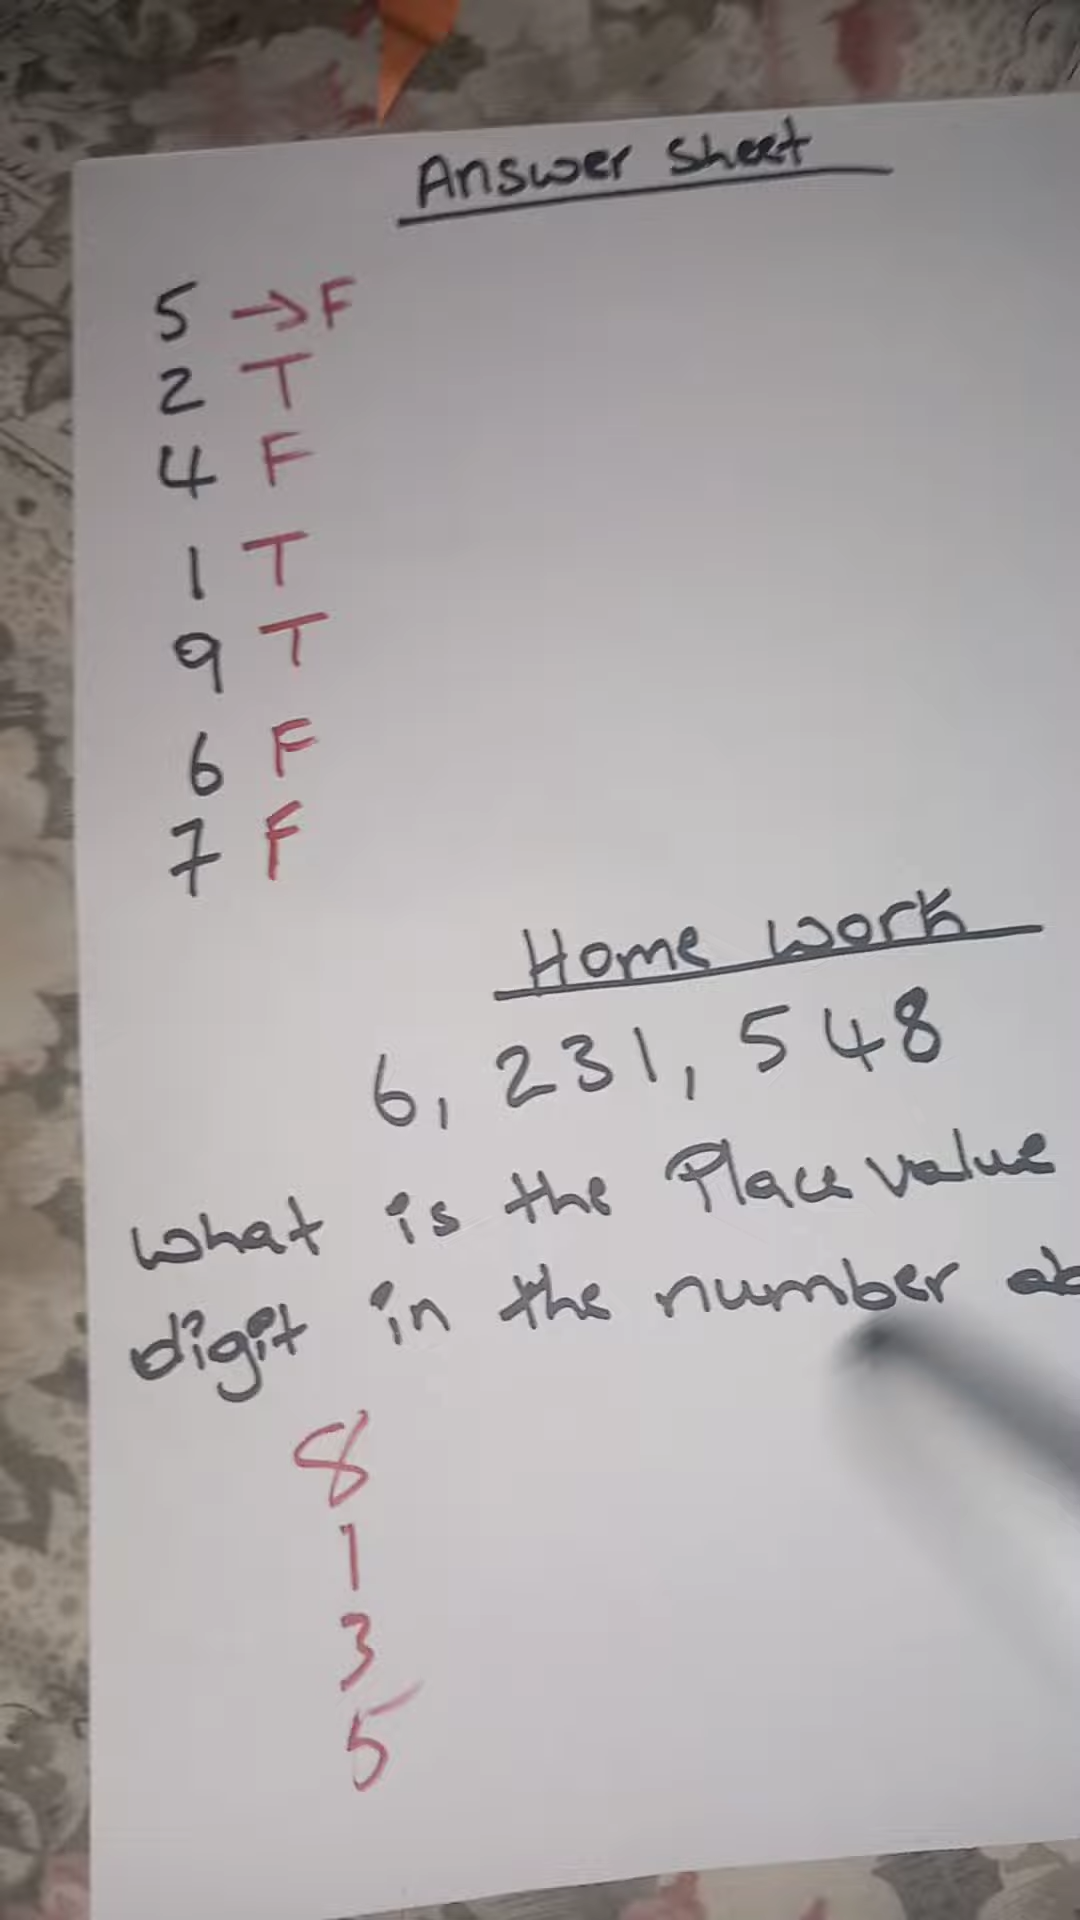 Answer sheet
5 → F
2 T
4 F
1 T
9 T
6 F
7 F
Home work
6, 231, 548
what is the Place value
digit in the number
8
1
3
5